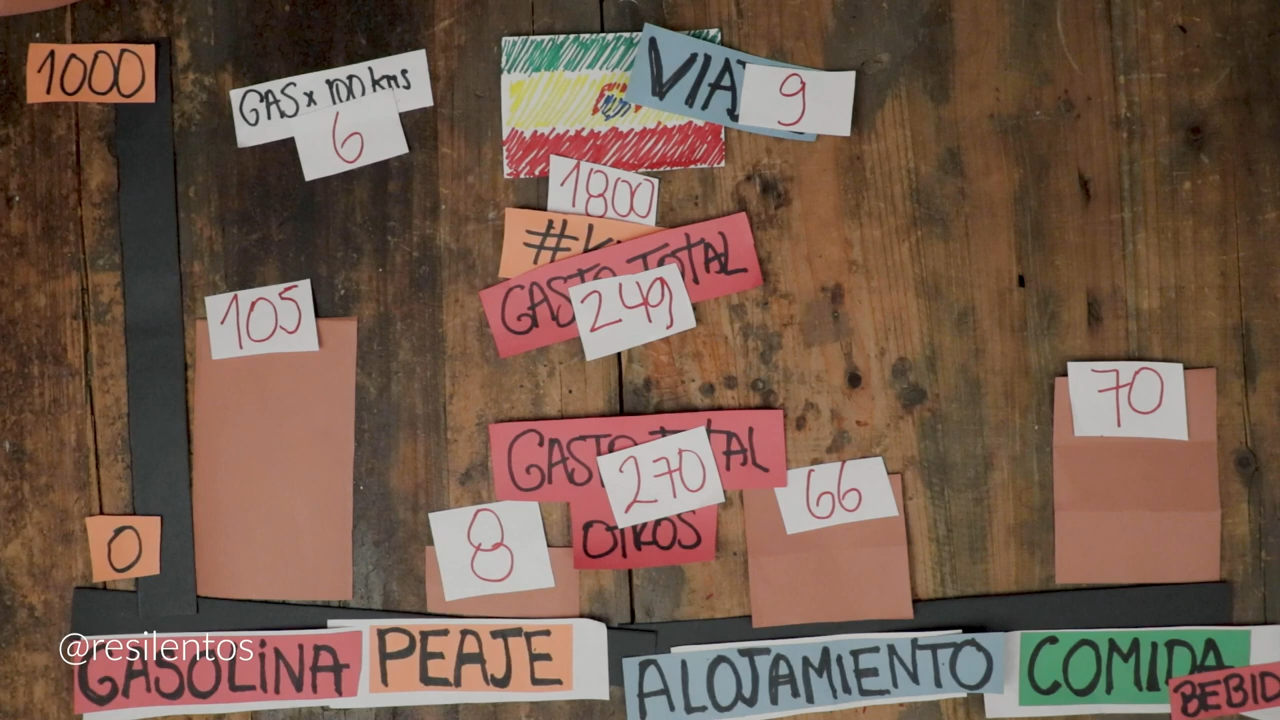 1000
GAS x 100 kms
6
VIA
9
1800
#K
GASTO TOTAL
249
105
70
GASTO TOTAL
270
66
8
OTROS
0
@resilentos
GASOLINA
PEAJE
ALOJAMIENTO
COMIDA
BEBID